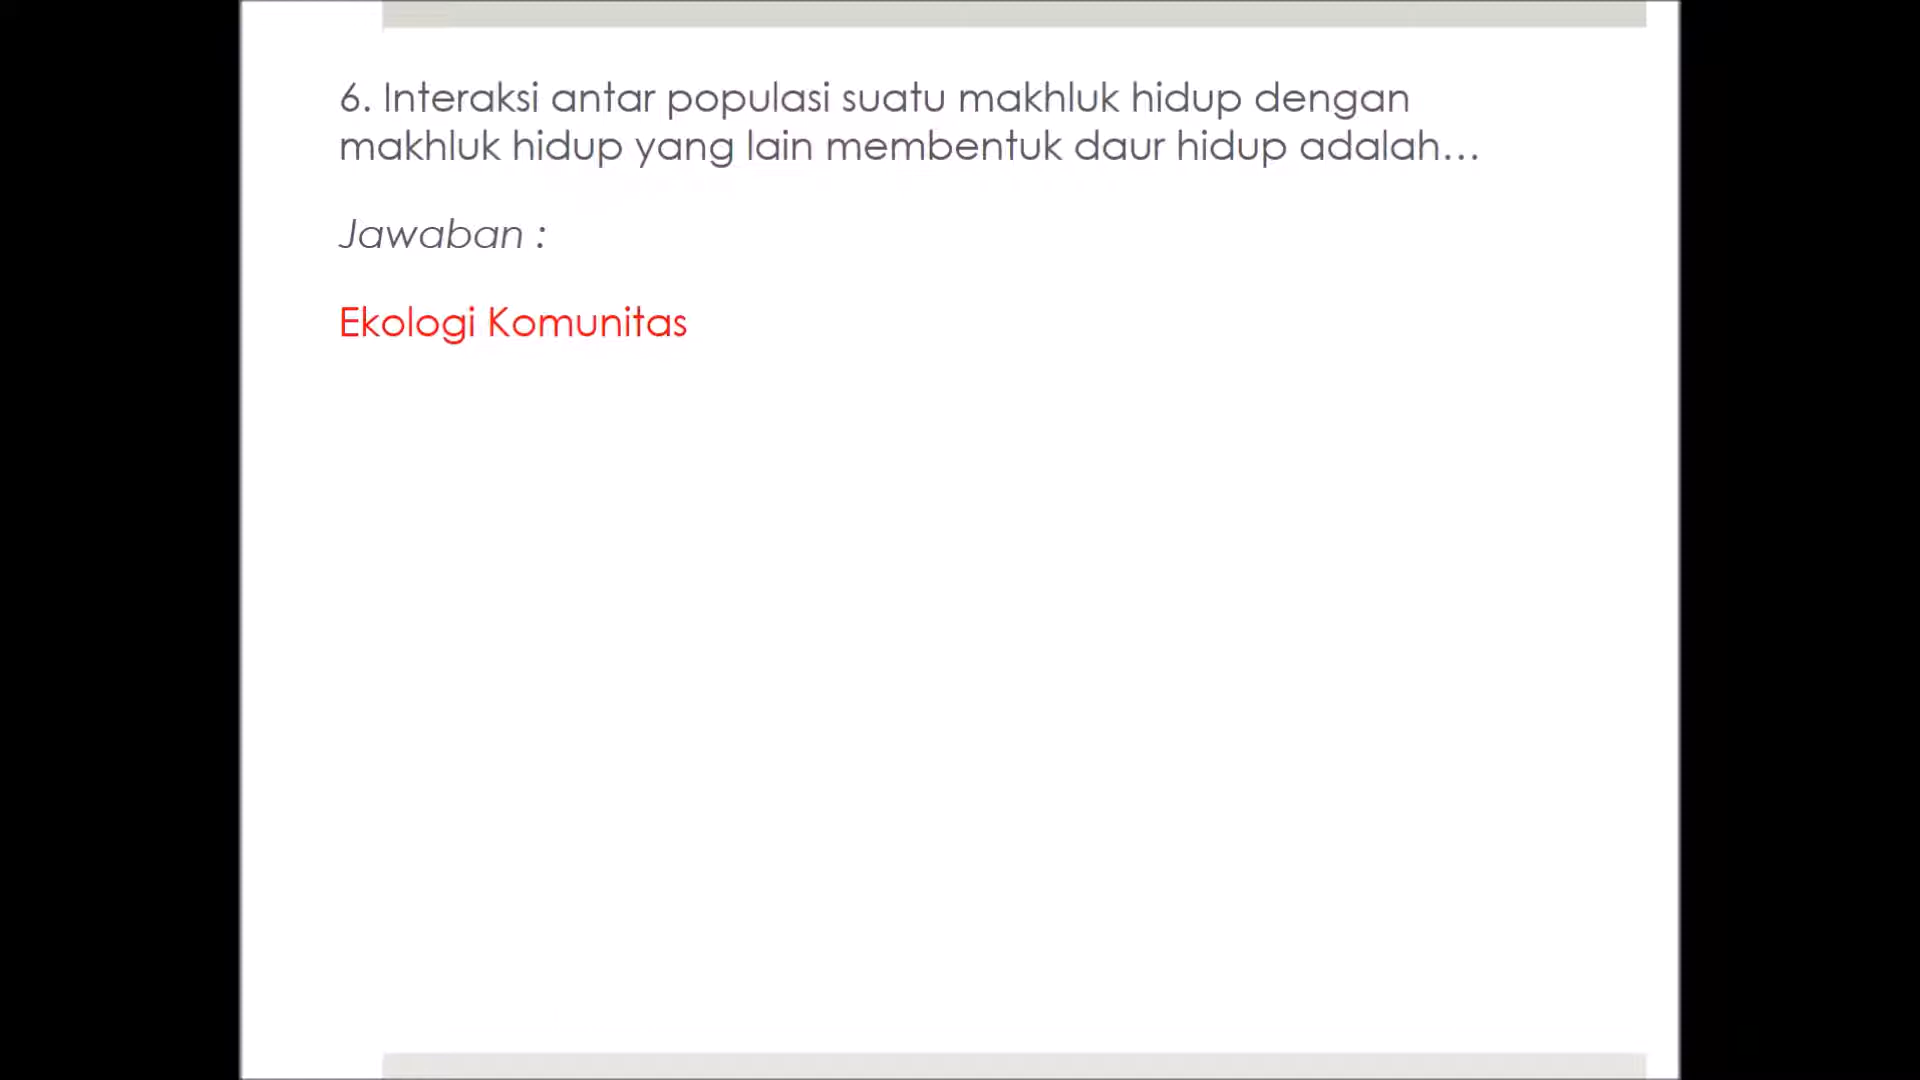 6. Interaksi antar populasi suatu makhluk hidup dengan
makhluk hidup yang lain membentuk daur hidup adalah...
Jawaban :
Ekologi Komunitas